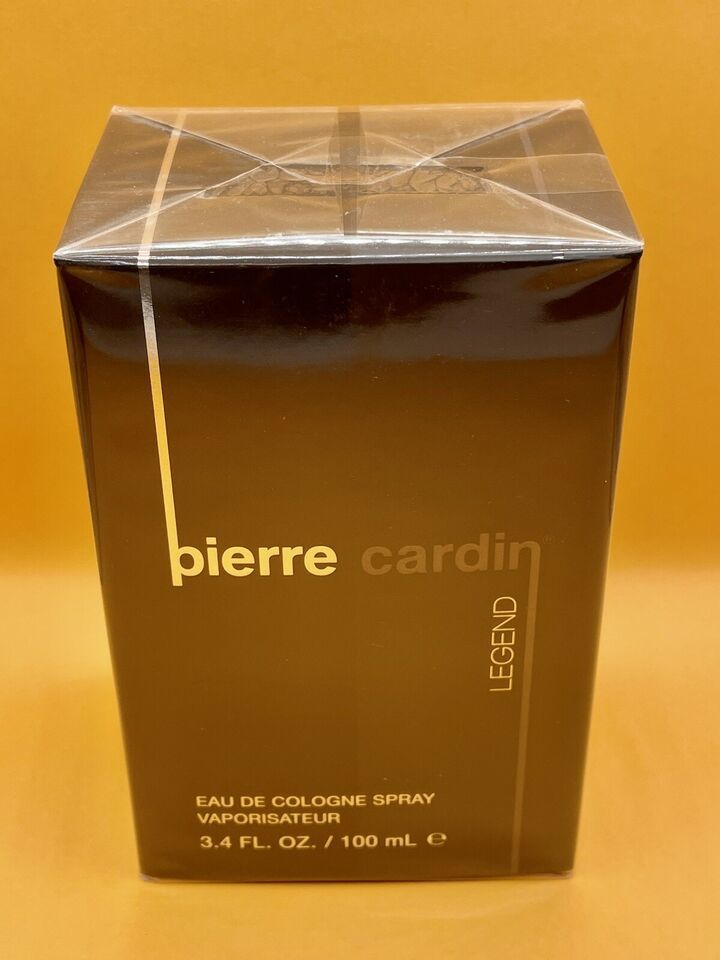 pierre cardin®
LEGEND
EAU DE COLOGNE SPRAY
VAPORISATEUR
3.4 FL. OZ. / 100 mL ℮